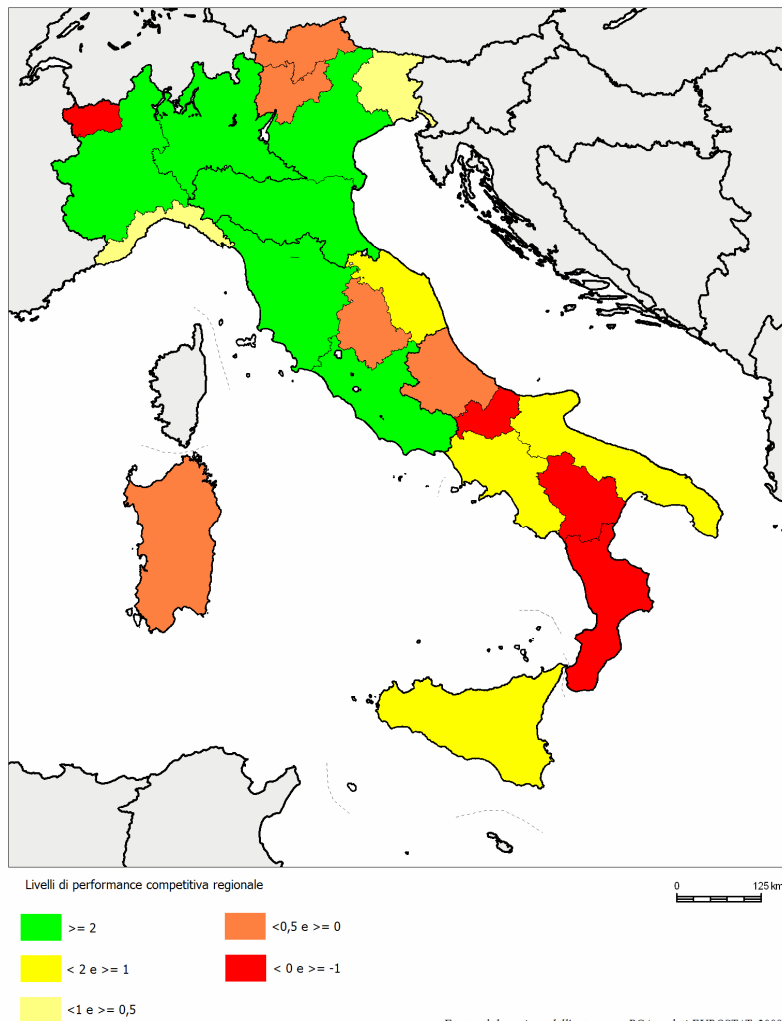 Livelli di performance competitiva regionale
0 125 km
>= 2
<0,5 e >= 0
< 2 e >= 1
< 0 e >= -1
<1 e >= 0,5